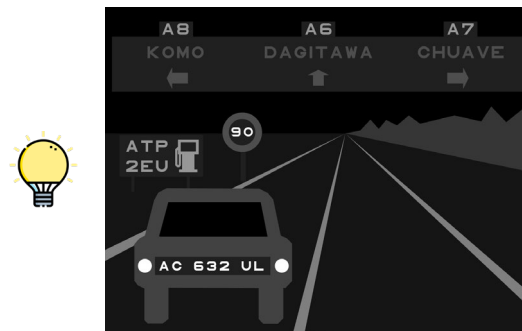 A8 A6 A7
KOMO DAGITAWA CHUAVE
90
ATP
2EU
AC 632 UL